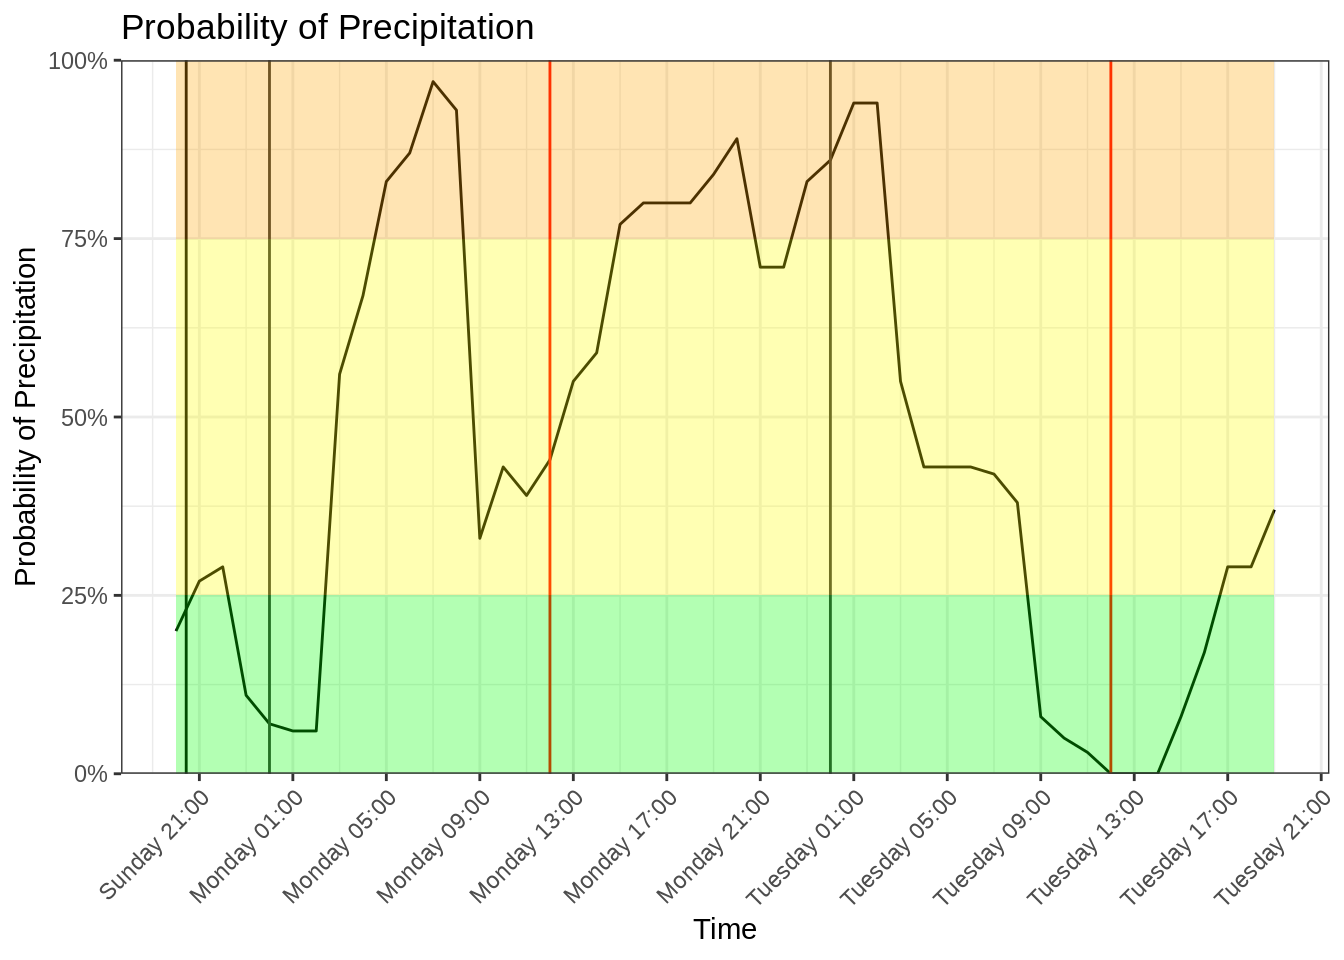 Probability of Precipitation
100%
75%
50%
25%
0%
Probability of Precipitation
Sunday 21:00
Monday 01:00
Monday 05:00
Monday 09:00
Monday 13:00
Monday 17:00
Monday 21:00
Tuesday 01:00
Tuesday 05:00
Tuesday 09:00
Tuesday 13:00
Tuesday 17:00
Tuesday 21:00
Time